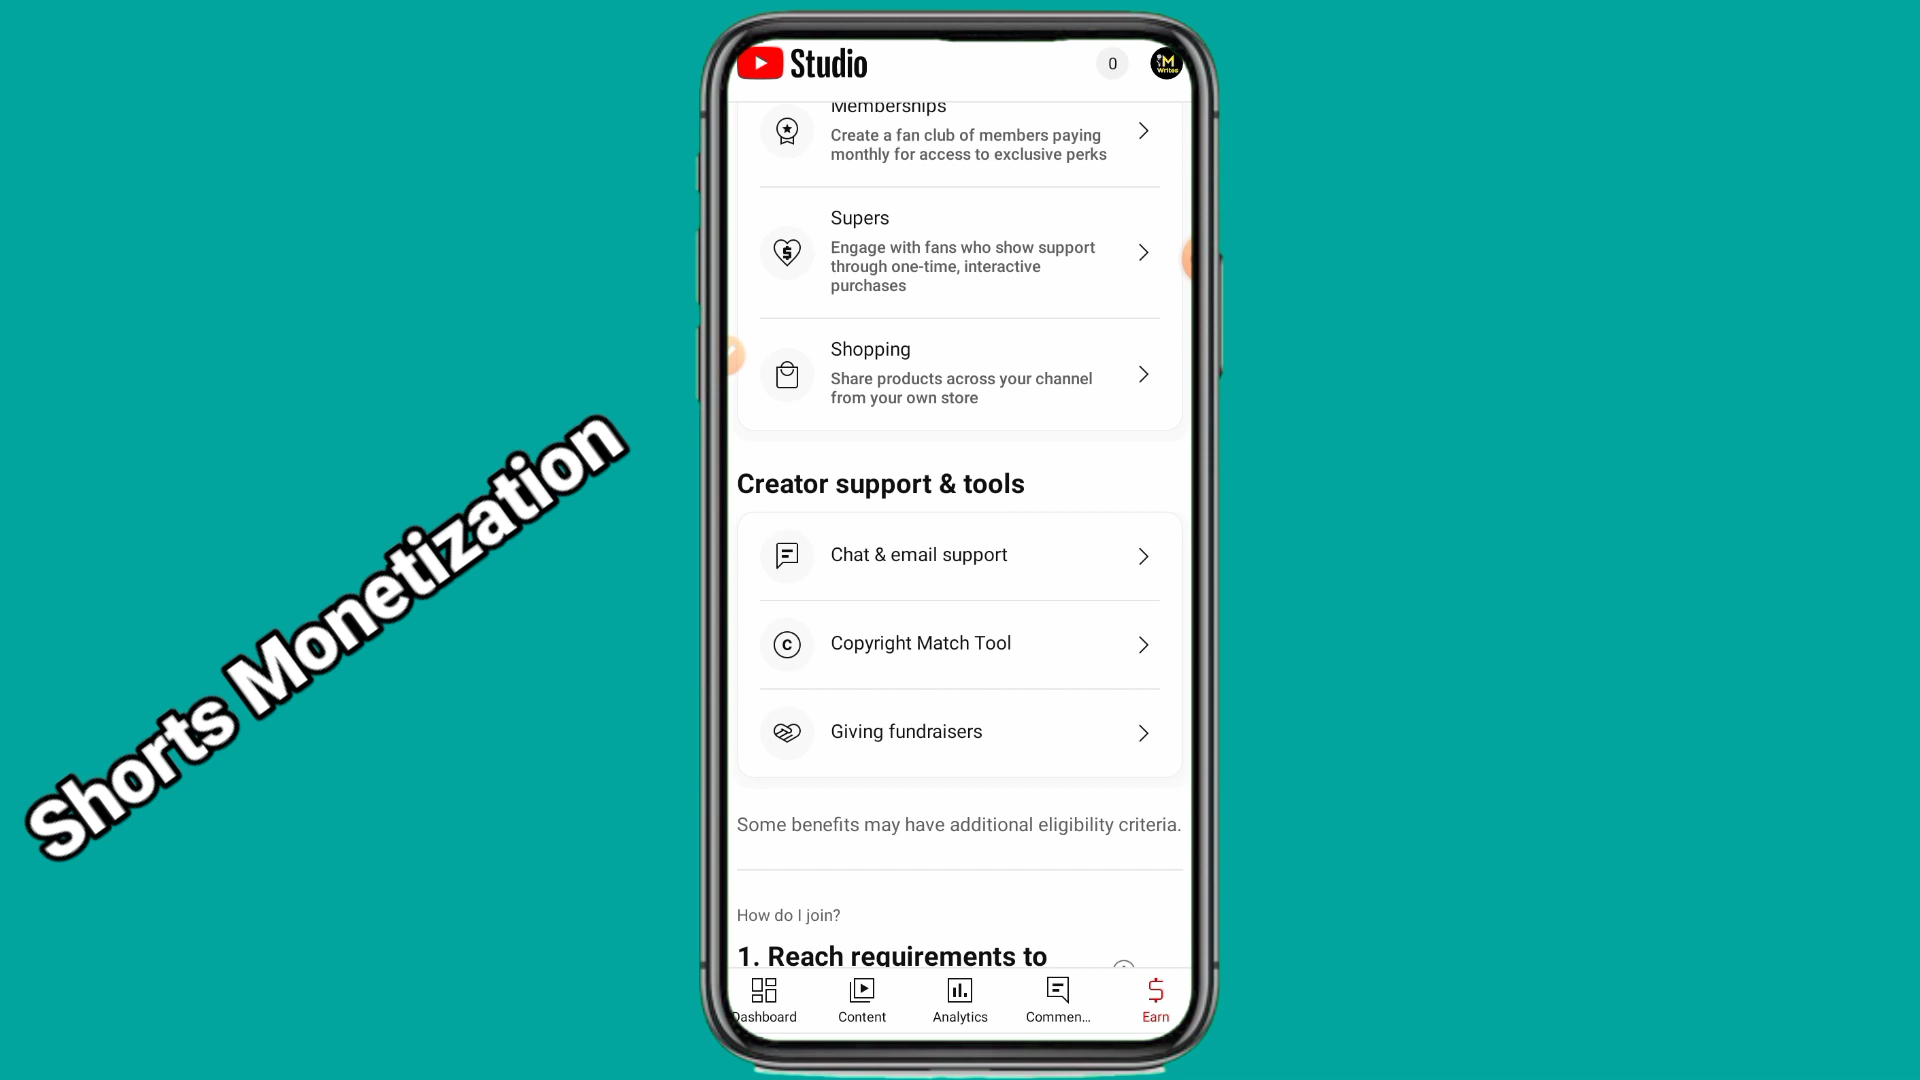 Studio
0
M
Writes
Memberships
Create a fan club of members paying
monthly for access to exclusive perks
Supers
Engage with fans who show support
through one-time, interactive
purchases
Shopping
Share products across your channel
from your own store
Shorts Monetization
Creator support & tools
Chat & email support
Copyright Match Tool
Giving fundraisers
Some benefits may have additional eligibility criteria.
How do I join?
1. Reach requirements to
Dashboard
Content
Analytics
Commen...
Earn